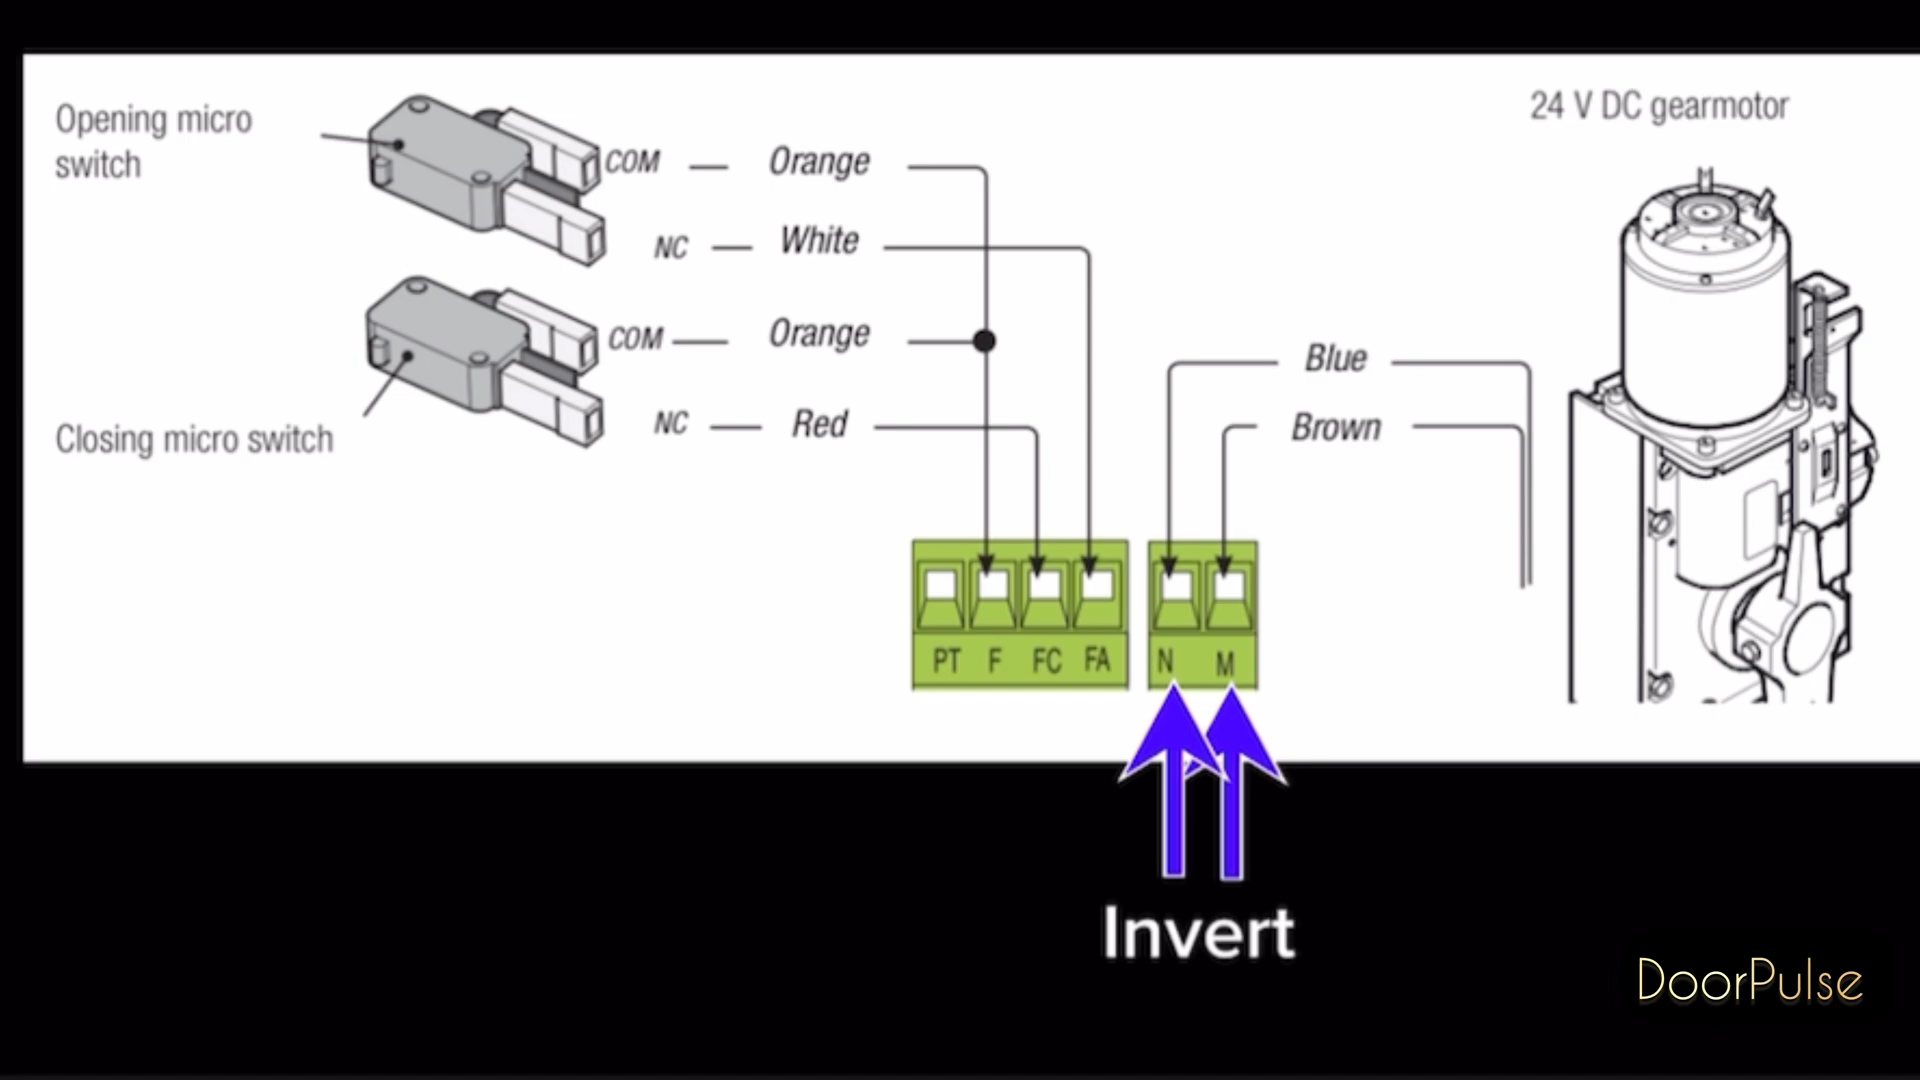 Opening micro
switch
COM
Orange
NC
White
COM
Orange
NC
Red
Closing micro switch
24 V DC gearmotor
Blue
Brown
PT F FC FA N M
Invert
DoorPulse